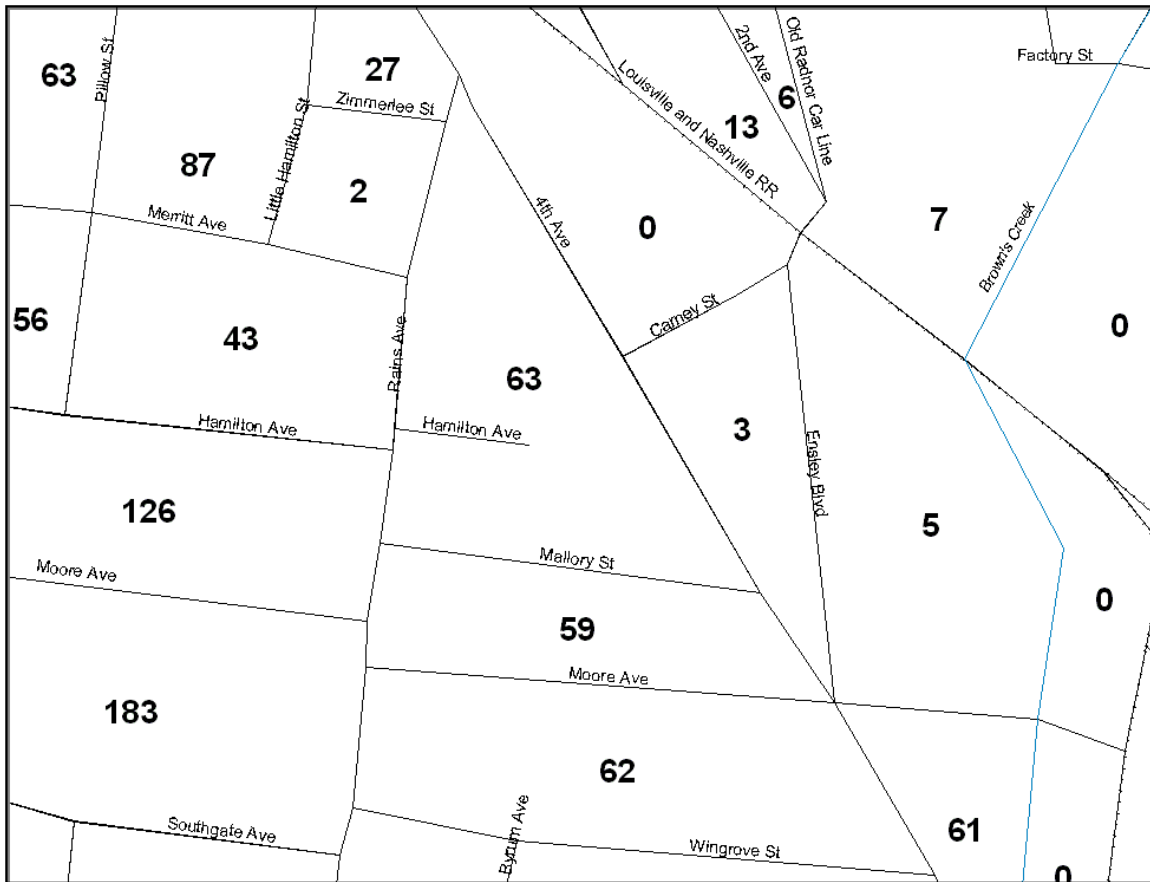 63
Pillow St
27
Zimmerlee St
2nd Ave
Old Radnor Car Line
Factory St
Louisville and Nashville RR
6
13
87
Little Hamilton St
2
Merritt Ave
4th Ave
0
7
Brown's Creek
56
43
Rains Ave
Carney St
0
63
Hamilton Ave
Hamilton Ave
3
Ensley Blvd
126
5
Moore Ave
Mallory St
0
59
Moore Ave
183
62
Southgate Ave
Byrum Ave
Wingrove St
61
0